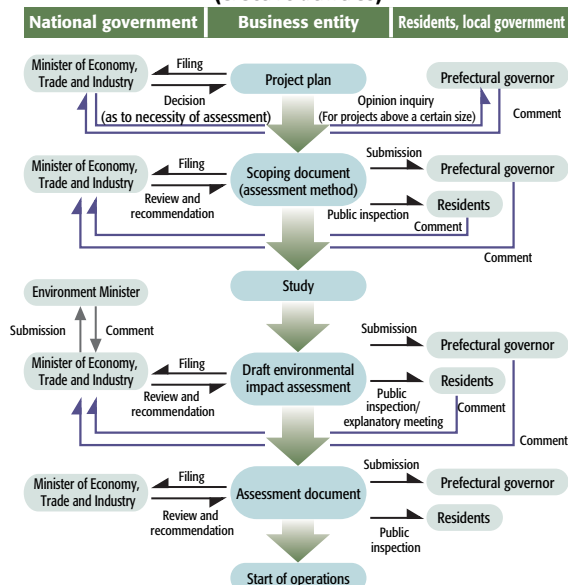 National government
Business entity
Residents, local government
Minister of Economy,
Trade and Industry
Filing
Project plan
Prefectural governor
Decision
(as to necessity of assessment)
Opinion inquiry
(For projects above a certain size)
Comment
Minister of Economy,
Trade and Industry
Filing
Review and
recommendation
Scoping document
(assessment method)
Submission
Prefectural governor
Public inspection
Residents
Comment
Comment
Study
Environment Minister
Submission
Comment
Minister of Economy,
Trade and Industry
Filing
Review and
recommendation
Draft environmental
impact assessment
Submission
Prefectural governor
Public
inspection/
explanatory meeting
Residents
Comment
Comment
Minister of Economy,
Trade and Industry
Filing
Review and
recommendation
Assessment document
Submission
Prefectural governor
Public
inspection
Residents
Start of operations